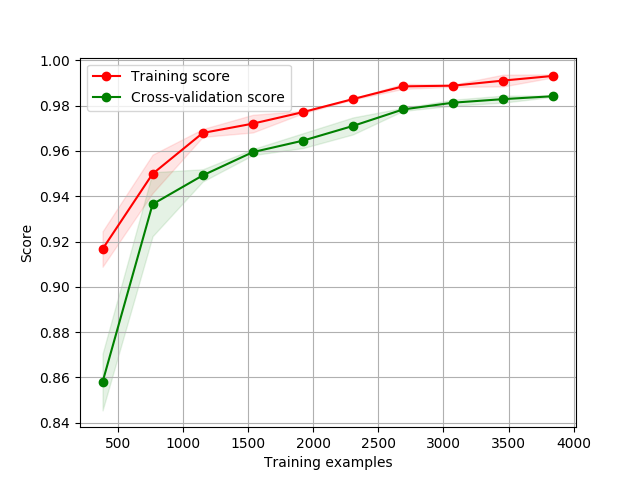 1.00
0.98
0.96
0.94
0.92
0.90
0.88
0.86
0.84
Score
Training score
Cross-validation score
500 1000 1500 2000 2500 3000 3500 4000
Training examples